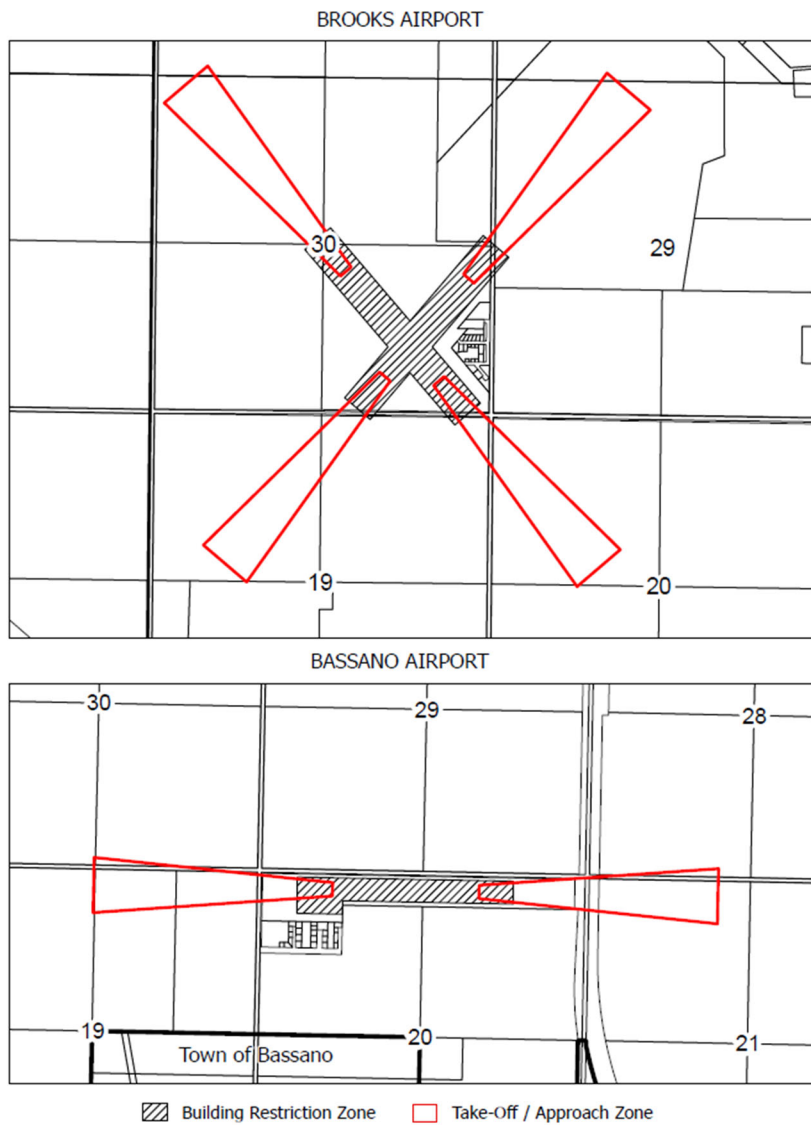 BROOKS AIRPORT
30
29
19
20
BASSANO AIRPORT
30
29
28
19
20
21
Town of Bassano
Building Restriction Zone
Take-Off / Approach Zone